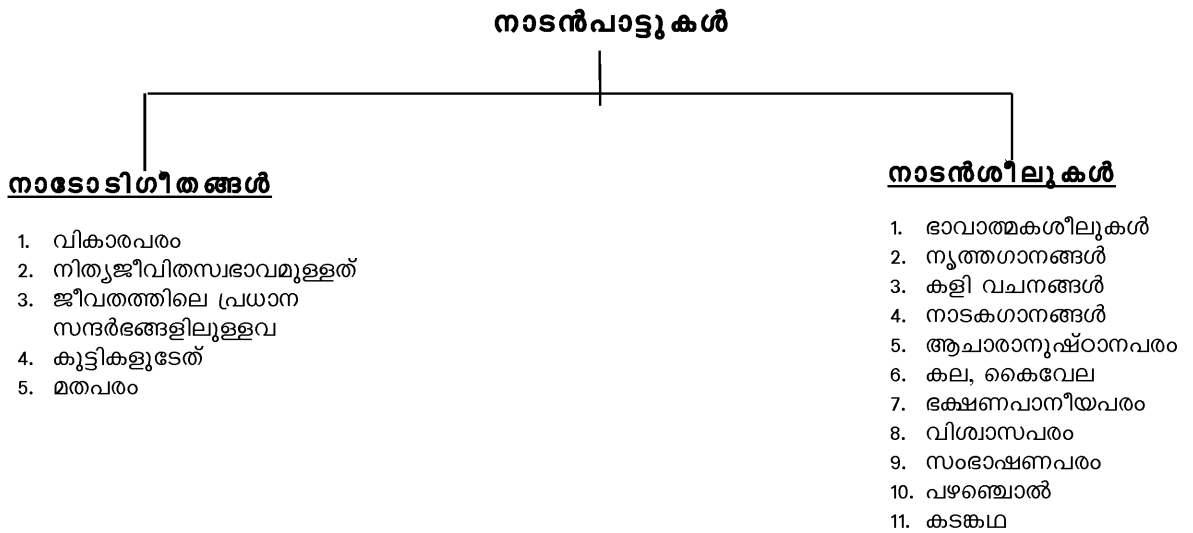 നാടൻപാട്ടുകൾ
നാടോടിഗീതങ്ങൾ
1. വികാരപരം
2. നിത്യജീവിതസ്വഭാവമുള്ളത്
3. ജീവതത്തിലെ പ്രധാന
സന്ദർഭങ്ങളിലുള്ളവ
4. കുട്ടികളുടേത്
5. മതപരം
നാടൻശീലുകൾ
1. ഭാവാത്മകശീലുകൾ
2. നൃത്തഗാനങ്ങൾ
3. കളി വചനങ്ങൾ
4. നാടകഗാനങ്ങൾ
5. ആചാരാനുഷ്ഠാനപരം
6. കല, കൈവേല
7. ഭക്ഷണപാനീയപരം
8. വിശ്വാസപരം
9. സംഭാഷണപരം
10. പഴഞ്ചൊൽ
11. കടങ്കഥ